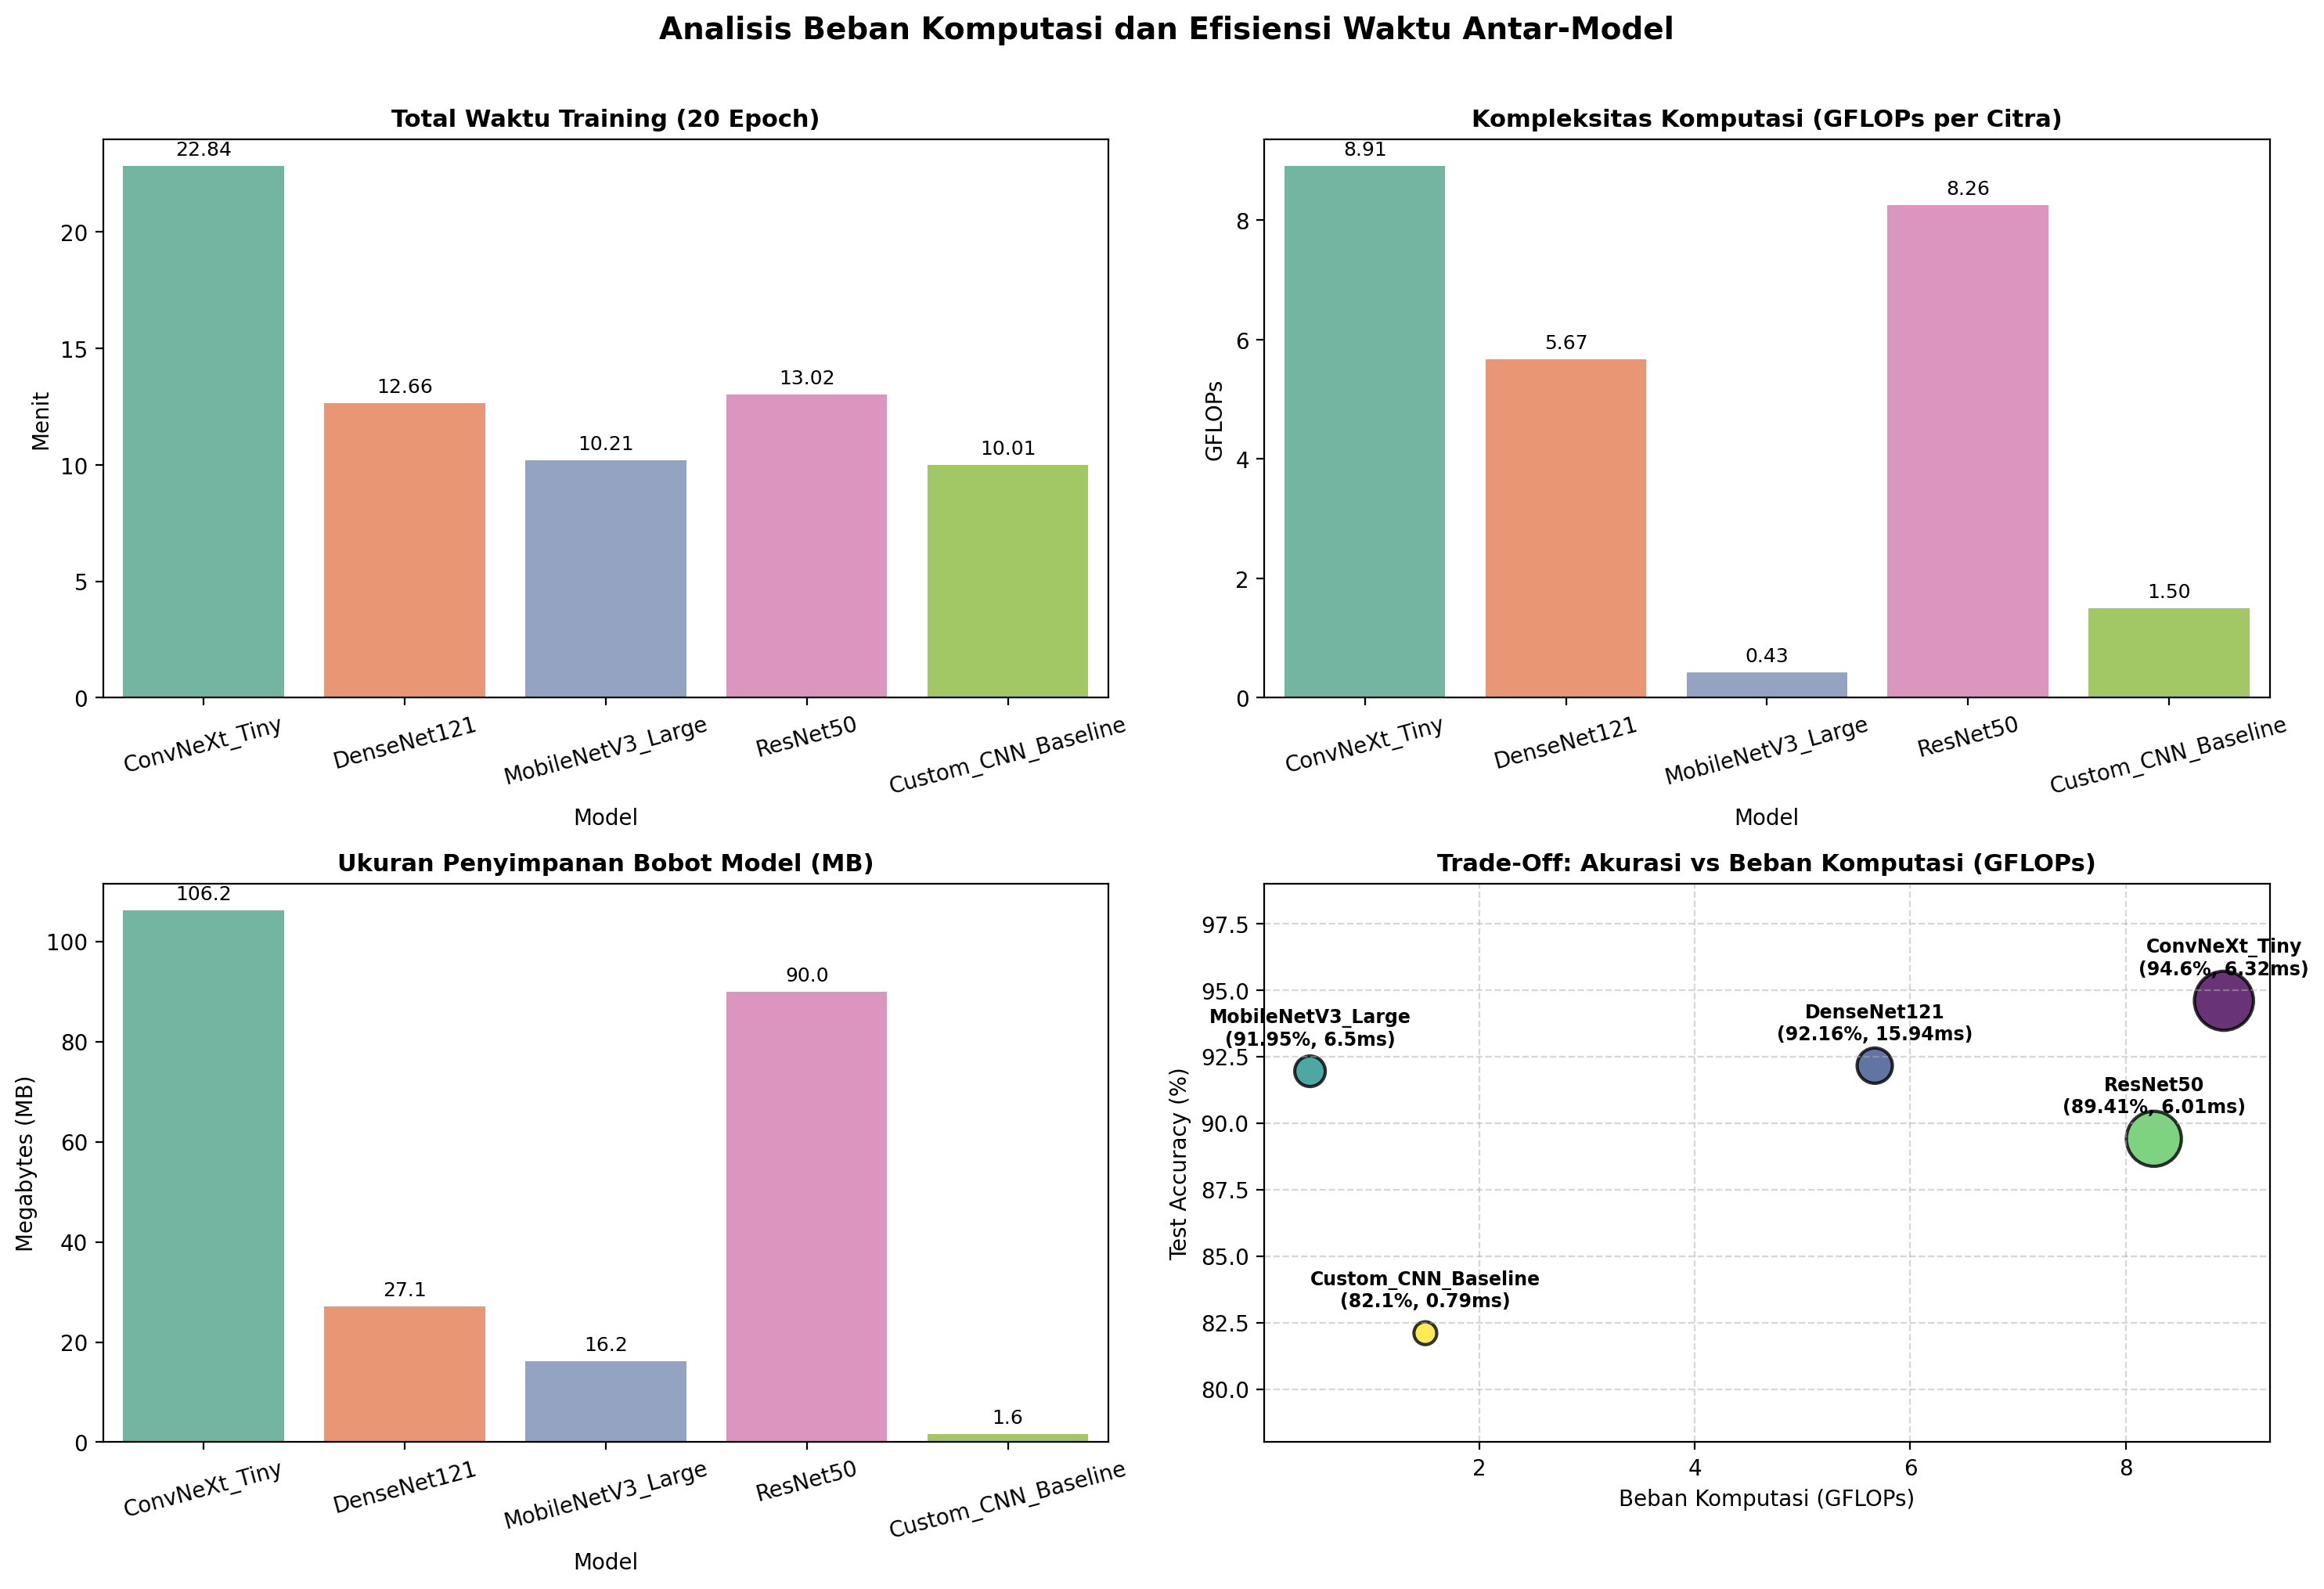 Analisis Beban Komputasi dan Efisiensi Waktu Antar-Model
Total Waktu Training (20 Epoch)
22.84
12.66
10.21
13.02
10.01
20
15
10
5
0
Menit
ConvNeXt_Tiny
DenseNet121
MobileNetV3_Large
ResNet50
Custom_CNN_Baseline
Model
Kompleksitas Komputasi (GFLOPs per Citra)
8.91
5.67
0.43
8.26
1.50
8
6
4
2
0
GFLOPs
ConvNeXt_Tiny
DenseNet121
MobileNetV3_Large
ResNet50
Custom_CNN_Baseline
Model
Ukuran Penyimpanan Bobot Model (MB)
106.2
27.1
16.2
90.0
1.6
100
80
60
40
20
0
Megabytes (MB)
ConvNeXt_Tiny
DenseNet121
MobileNetV3_Large
ResNet50
Custom_CNN_Baseline
Model
Trade-Off: Akurasi vs Beban Komputasi (GFLOPs)
97.5
95.0
92.5
90.0
87.5
85.0
82.5
80.0
Test Accuracy (%)
ConvNeXt_Tiny
(94.6%, 6.32ms)
MobileNetV3_Large
(91.95%, 6.5ms)
DenseNet121
(92.16%, 15.94ms)
ResNet50
(89.41%, 6.01ms)
Custom_CNN_Baseline
(82.1%, 0.79ms)
2
4
6
8
Beban Komputasi (GFLOPs)